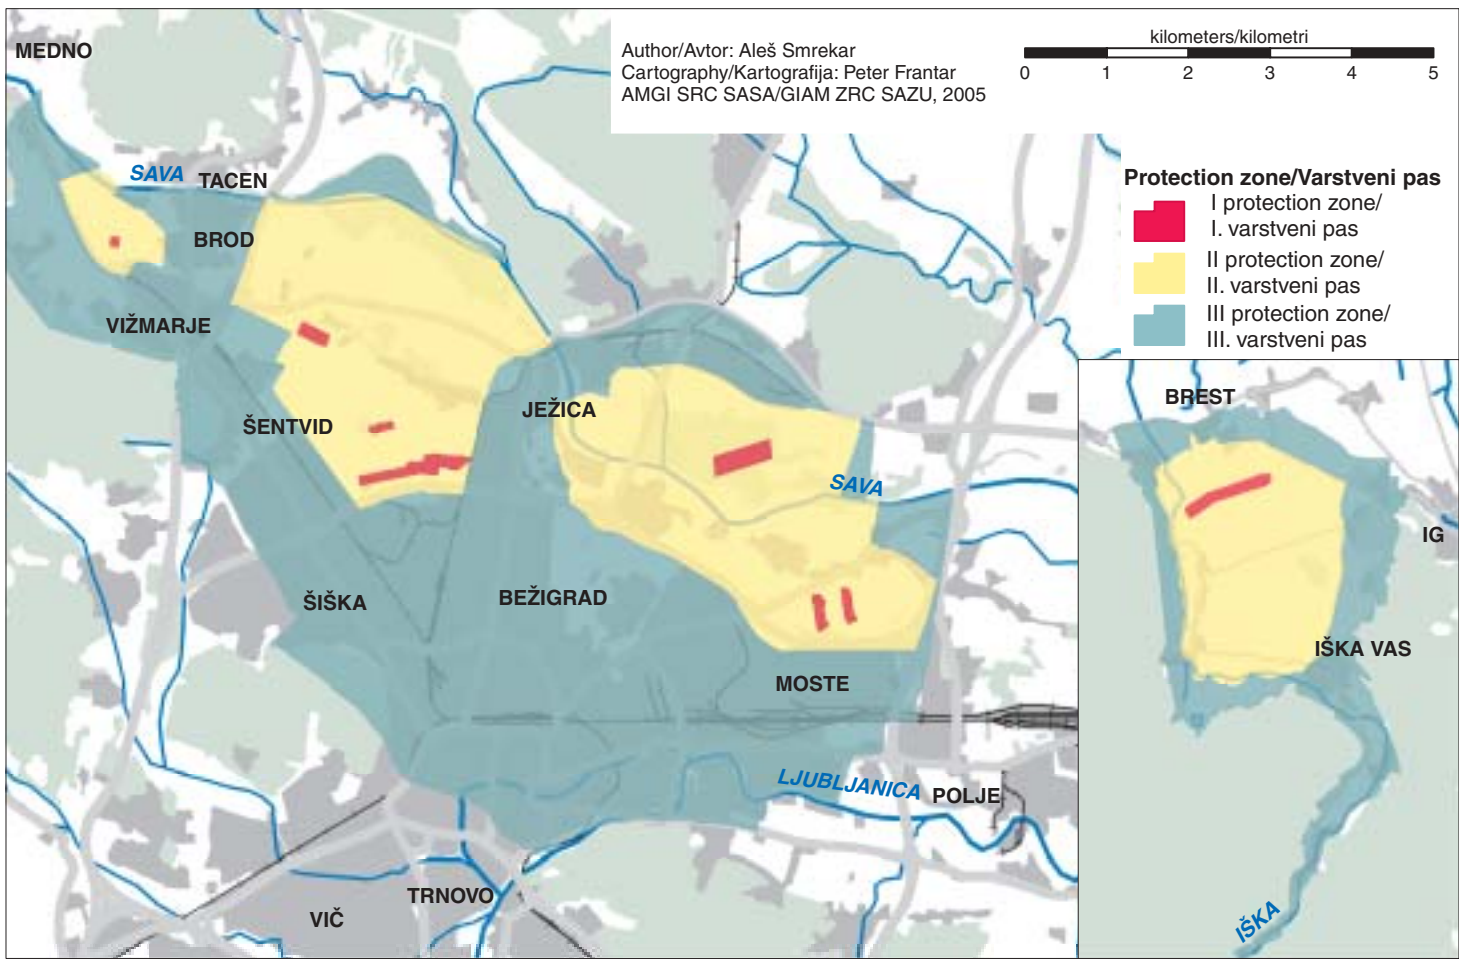 MEDNO
Author/Avtor: Aleš Smrekar
Cartography/Kartografija: Peter Frantar
AMGI SRC SASA/GIAM ZRC SAZU, 2005
kilometers/kilometri
0 1 2 3 4 5
Protection zone/Varstveni pas
I protection zone/
I. varstveni pas
II protection zone/
II. varstveni pas
III protection zone/
III. varstveni pas
SAVA
TACEN
BROD
VIŽMARJE
ŠENTVID
JEŽICA
SAVA
ŠIŠKA
BEŽIGRAD
MOSTE
LJUBLJANICA
POLJE
TRNOVO
VIČ
BREST
IG
IŠKA VAS
IŠKA